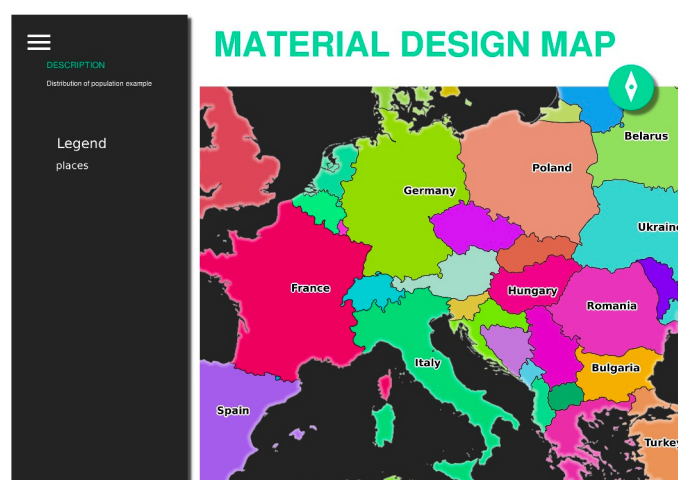 MATERIAL DESIGN MAP
DESCRIPTION
Distribution of population example
Legend
places
Belarus
Poland
Germany
Ukraine
France
Hungary
Romania
Italy
Bulgaria
Spain
Turkey